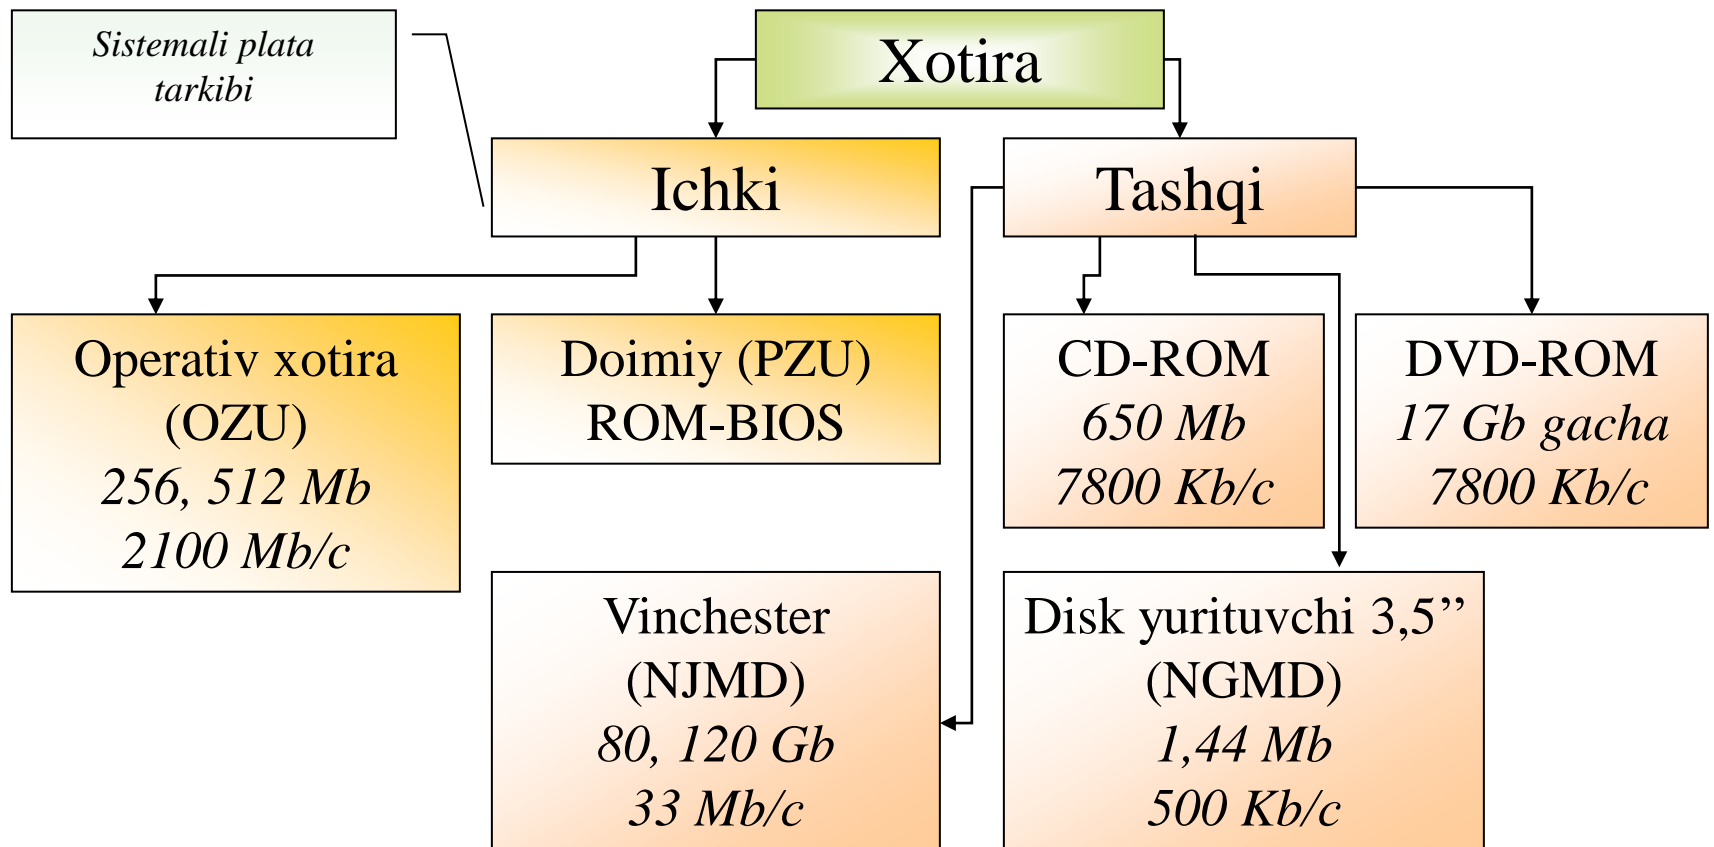 Sistemali plata
tarkibi
Xotira
Ichki
Tashqi
Operativ xotira
(OZU)
256, 512 Mb
2100 Mb/c
Doimiy (PZU)
ROM-BIOS
CD-ROM
650 Mb
7800 Kb/c
DVD-ROM
17 Gb gacha
7800 Kb/c
Vinchester
(NJMD)
80, 120 Gb
33 Mb/c
Disk yurituvchi 3,5’’
(NGMD)
1,44 Mb
500 Kb/c